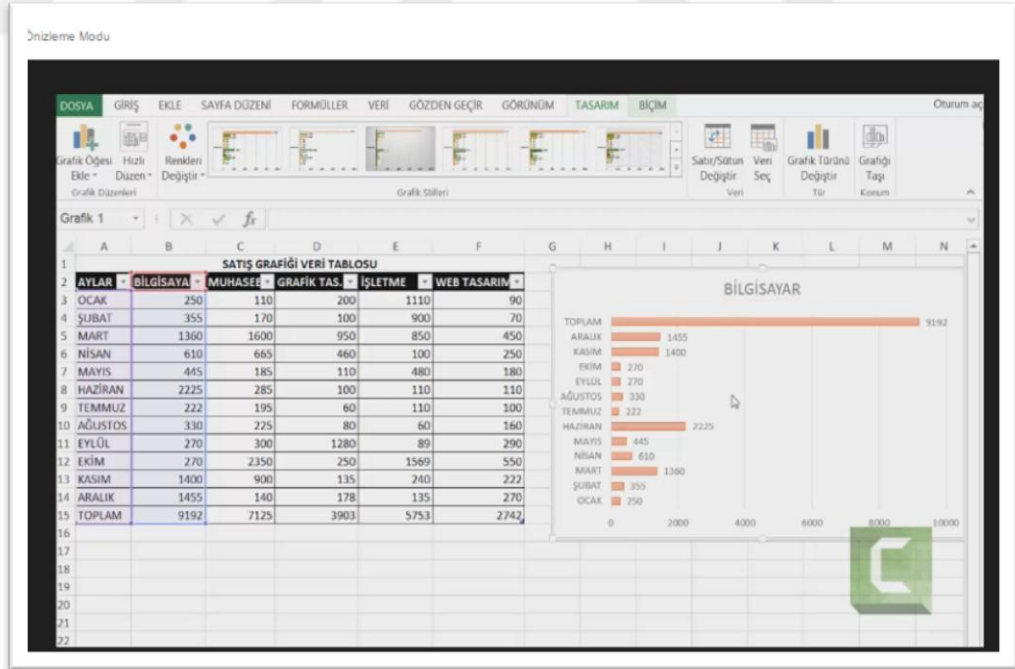 Önizleme Modu
DOSYA GİRİŞ EKLE SAYFA DÜZENİ FORMÜLLER VERİ GÖZDEN GEÇİR GÖRÜNÜM TASARIM BİÇİM Oturum aç
Grafik Öğesi Ekle Hızlı Düzen Renkleri Değiştir Satır/Sütun Değiştir Veri Seç Grafik Türünü Değiştir Grafiği Taşı
Grafik Düzenleri Grafik Stilleri Veri Tür Konum
Grafik 1 fx
A B C D E F G H I J K L M N
1 SATIŞ GRAFİĞİ VERİ TABLOSU
2 AYLAR BİLGİSAYA MUHASEB GRAFİK TAS. İŞLETME WEB TASARIM
3 OCAK 250 110 200 1110 90
4 ŞUBAT 355 170 100 900 70
5 MART 1360 1600 950 850 450
6 NİSAN 610 665 460 100 250
7 MAYIS 445 185 110 480 180
8 HAZİRAN 2225 285 100 110 110
9 TEMMUZ 222 195 60 110 100
10 AĞUSTOS 330 225 80 60 160
11 EYLÜL 270 300 1280 89 290
12 EKİM 270 2350 250 1569 550
13 KASIM 1400 900 135 240 222
14 ARALIK 1455 140 178 135 270
15 TOPLAM 9192 7125 3903 5753 2742
16
17
18
19
20
21
22
BİLGİSAYAR
TOPLAM 9192
ARALIK 1455
KASIM 1400
EKİM 270
EYLÜL 270
AĞUSTOS 330
TEMMUZ 222
HAZİRAN 2225
MAYIS 445
NİSAN 610
MART 1360
ŞUBAT 355
OCAK 250
0 2000 4000 6000 8000 10000
C